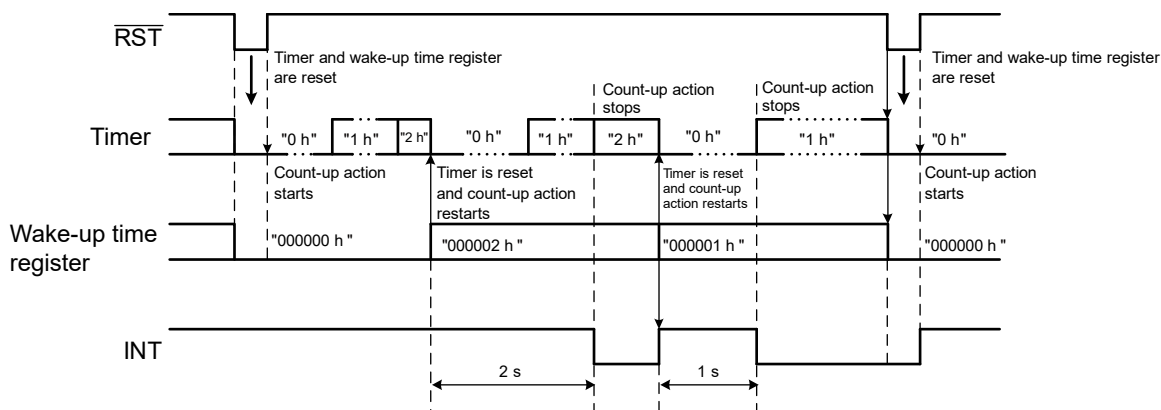 RST
Timer and wake-up time register
are reset
Timer and wake-up time register
are reset
Count-up action
stops
Count-up action
stops
Timer
"0 h"
"1 h"
"2 h"
"0 h"
"1 h"
"2 h"
"0 h"
"1 h"
"0 h"
Count-up action
starts
Timer is reset
and count-up action
restarts
Timer is reset
and count-up
action restarts
Count-up action
starts
Wake-up time
register
"000000 h "
"000002 h "
"000001 h "
"000000 h "
INT
2 s
1 s